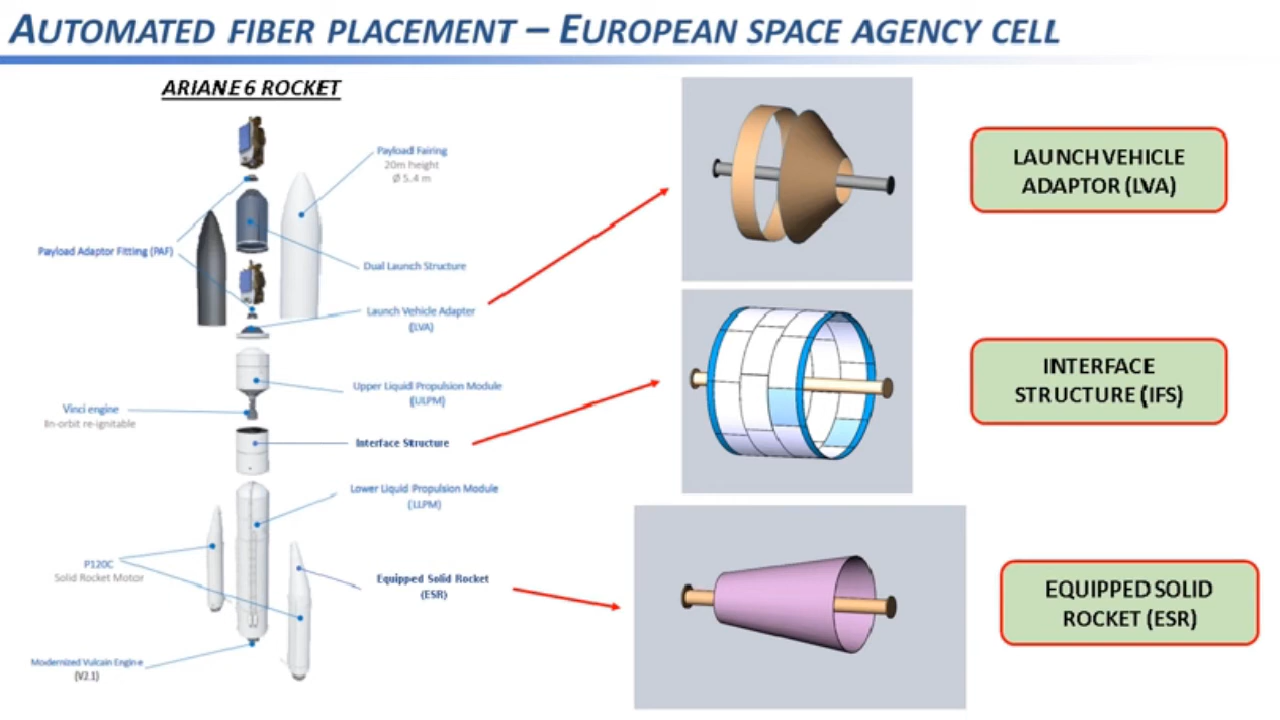 AUTOMATED FIBER PLACEMENT – EUROPEAN SPACE AGENCY CELL
ARIANE 6 ROCKET
Payload Fairing
20m height
Ø 5.4 m
Payload Adaptor Fitting (PAF)
Dual Launch Structure
Launch Vehicle Adapter
(LVA)
Upper Liquid Propulsion Module
(ULPM)
Vinci engine
In-orbit re-ignitable
Interface Structure
Lower Liquid Propulsion Module
(LLPM)
P120C
Solid Rocket Motor
Equipped Solid Rocket
(ESR)
Modernized Vulcain Engine
(V2.1)
LAUNCH VEHICLE
ADAPTOR (LVA)
INTERFACE
STRUCTURE (IFS)
EQUIPPED SOLID
ROCKET (ESR)